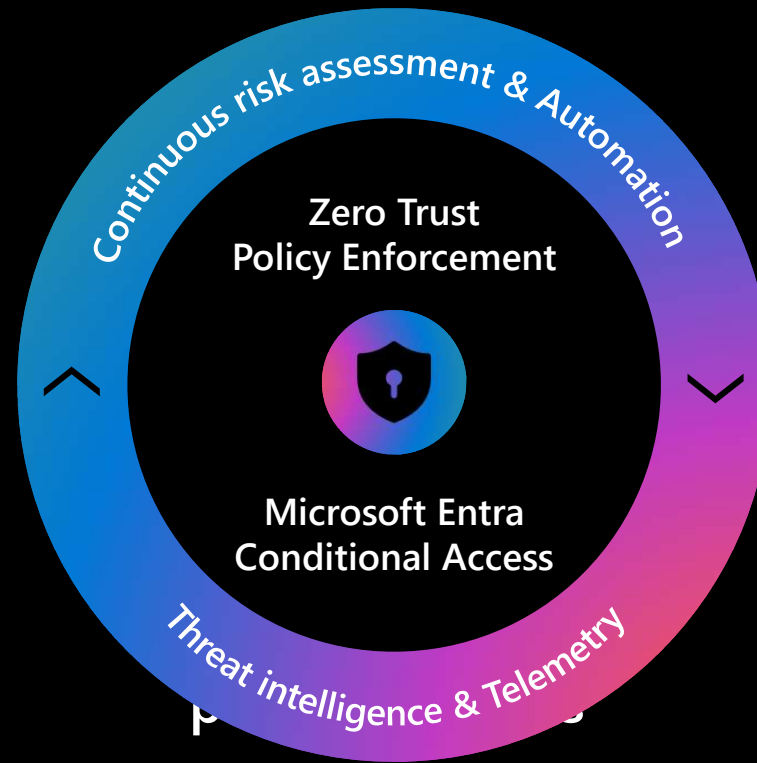 Continuous risk assessment & Automation
Zero Trust
Policy Enforcement
Microsoft Entra
Conditional Access
Threat intelligence & Telemetry